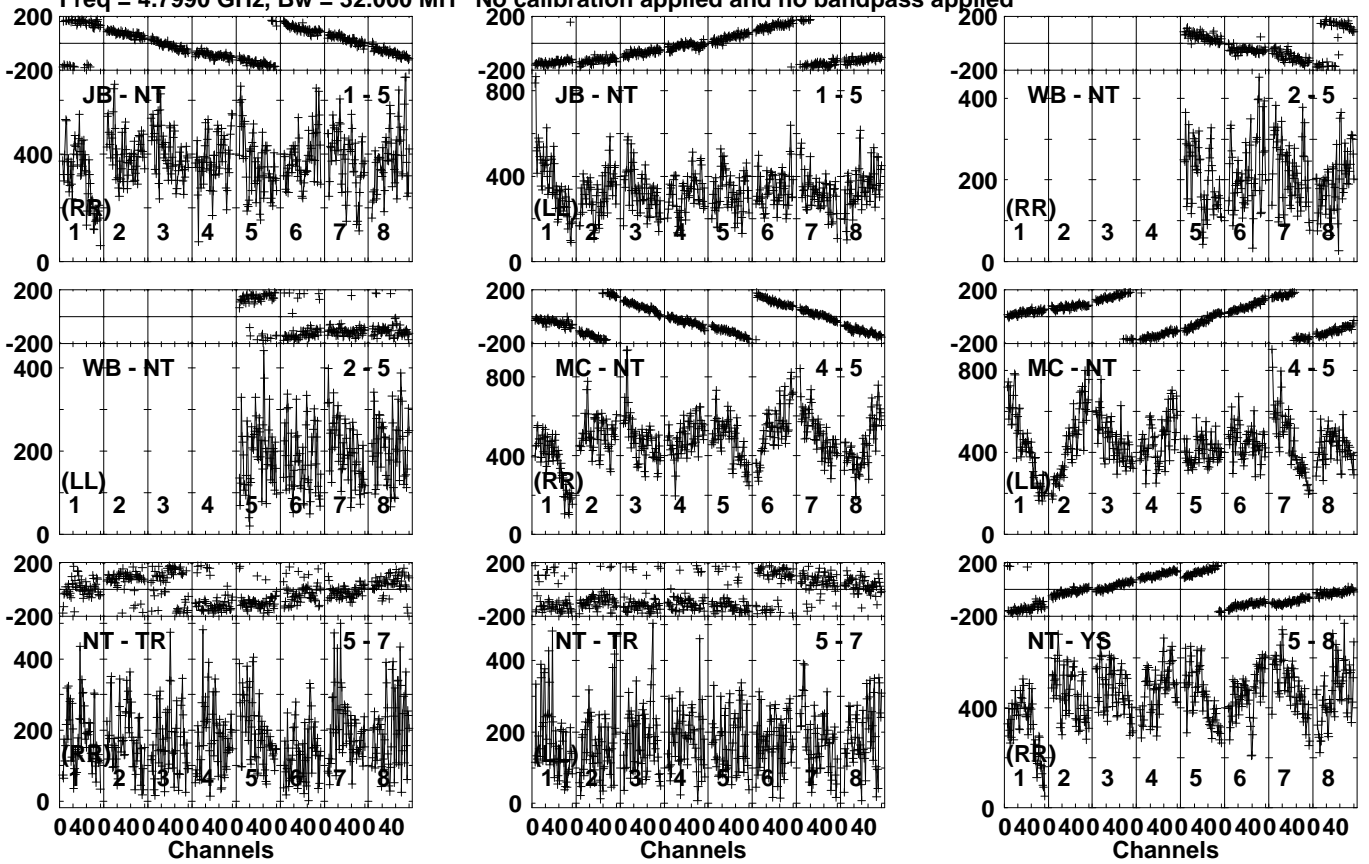 Freq = 4.7990 GHz, Bw = 32.000 MH No calibration applied and no bandpass applied
200 200 200
-200 -200 -200
JB - NT 1 - 5 JB - NT 1 - 5 WB - NT 2 - 5
800 400
400 400 200
(RR) (LL) (RR)
1 2 3 4 5 6 7 8 1 2 3 4 5 6 7 8 1 2 3 4 5 6 7 8
0 0 0
200 200 200
-200 -200 -200
WB - NT 2 - 5 MC - NT 4 - 5 MC - NT 4 - 5
400 800 800
200 400 400
(LL) (RR) (LL)
1 2 3 4 5 6 7 8 1 2 3 4 5 6 7 8 1 2 3 4 5 6 7 8
0 0 0
200 200 200
-200 -200 -200
NT - TR 5 - 7 NT - TR 5 - 7 NT - YS 5 - 8
400 400 400
200 200
(RR) (LL) (RR)
1 2 3 4 5 6 7 8 1 2 3 4 5 6 7 8 1 2 3 4 5 6 7 8
0 0 0
0 40 0 40 0 40 0 40 0 40 0 40 0 40 0 40 0 40 0 40 0 40 0 40 0 40 0 40 0 40 0 40 0 40 0 40 0 40 0 40 0 40 0 40 0 40 0 40
Channels Channels Channels